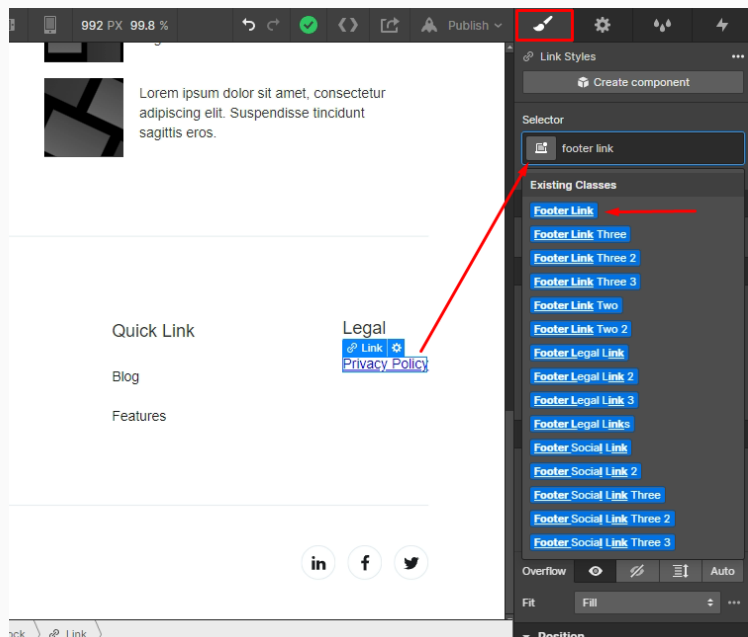 992 PX 99.8 %
Publish
Link Styles
Create component
Selector
footer link
Existing Classes
Footer Link
Footer Link Three
Footer Link Three 2
Footer Link Three 3
Footer Link Two
Footer Link Two 2
Footer Legal Link
Footer Legal Link 2
Footer Legal Link 3
Footer Legal Links
Footer Social Link
Footer Social Link 2
Footer Social Link Three
Footer Social Link Three 2
Footer Social Link Three 3
Overflow
Auto
Fit
Fill
Position
Lorem ipsum dolor sit amet, consectetur
adipiscing elit. Suspendisse tincidunt
sagittis eros.
Quick Link
Blog
Features
Legal
Link
Privacy Policy
in
f
Link